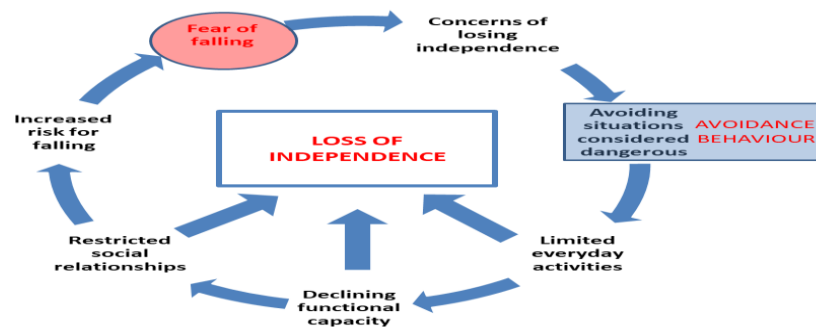 Fear of
falling
Concerns of
losing
independence
Avoiding
situations
considered
dangerous
AVOIDANCE
BEHAVIOUR
Limited
everyday
activities
Declining
functional
capacity
Restricted
social
relationships
Increased
risk for
falling
LOSS OF
INDEPENDENCE